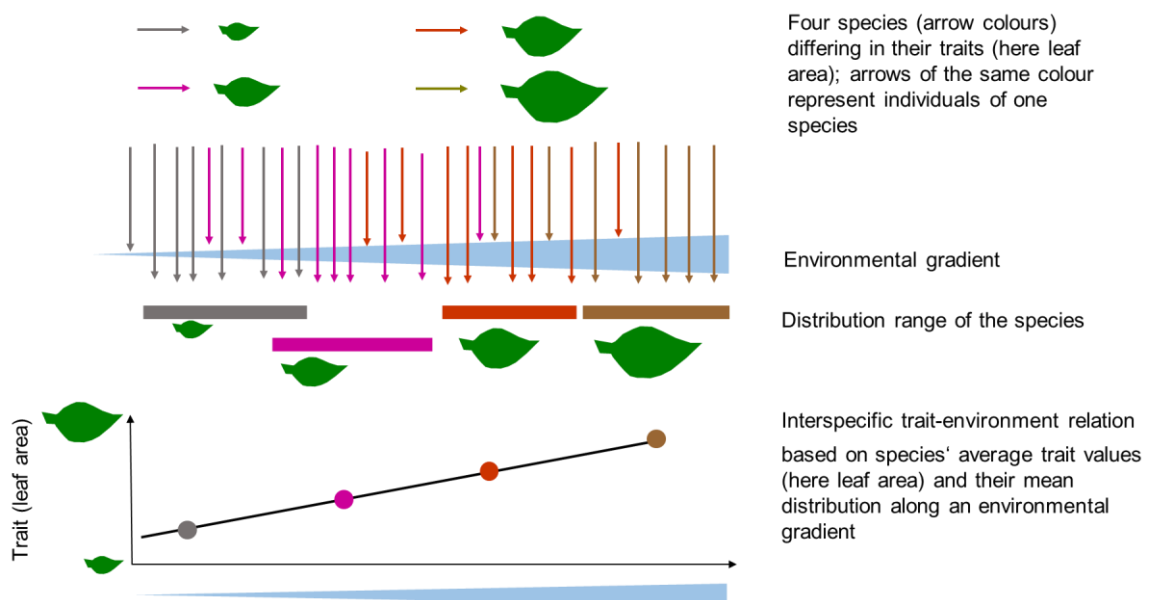 Four species (arrow colours)
differing in their traits (here leaf
area); arrows of the same colour
represent individuals of one
species
Environmental gradient
Distribution range of the species
Trait (leaf area)
Interspecific trait-environment relation
based on species‘ average trait values
(here leaf area) and their mean
distribution along an environmental
gradient